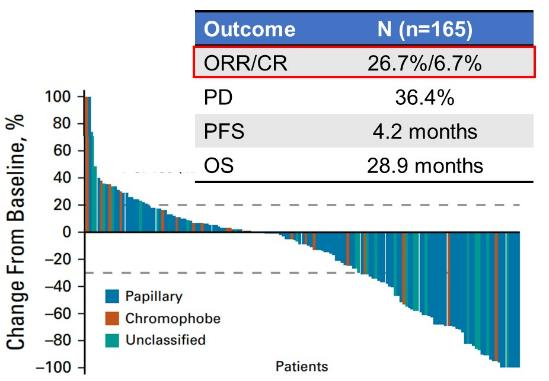 Outcome N (n=165)
ORR/CR 26.7%/6.7%
PD 36.4%
PFS 4.2 months
OS 28.9 months
Change From Baseline, %
100
80
60
40
20
0
−20
−40
−60
−80
−100
Papillary
Chromophobe
Unclassified
Patients